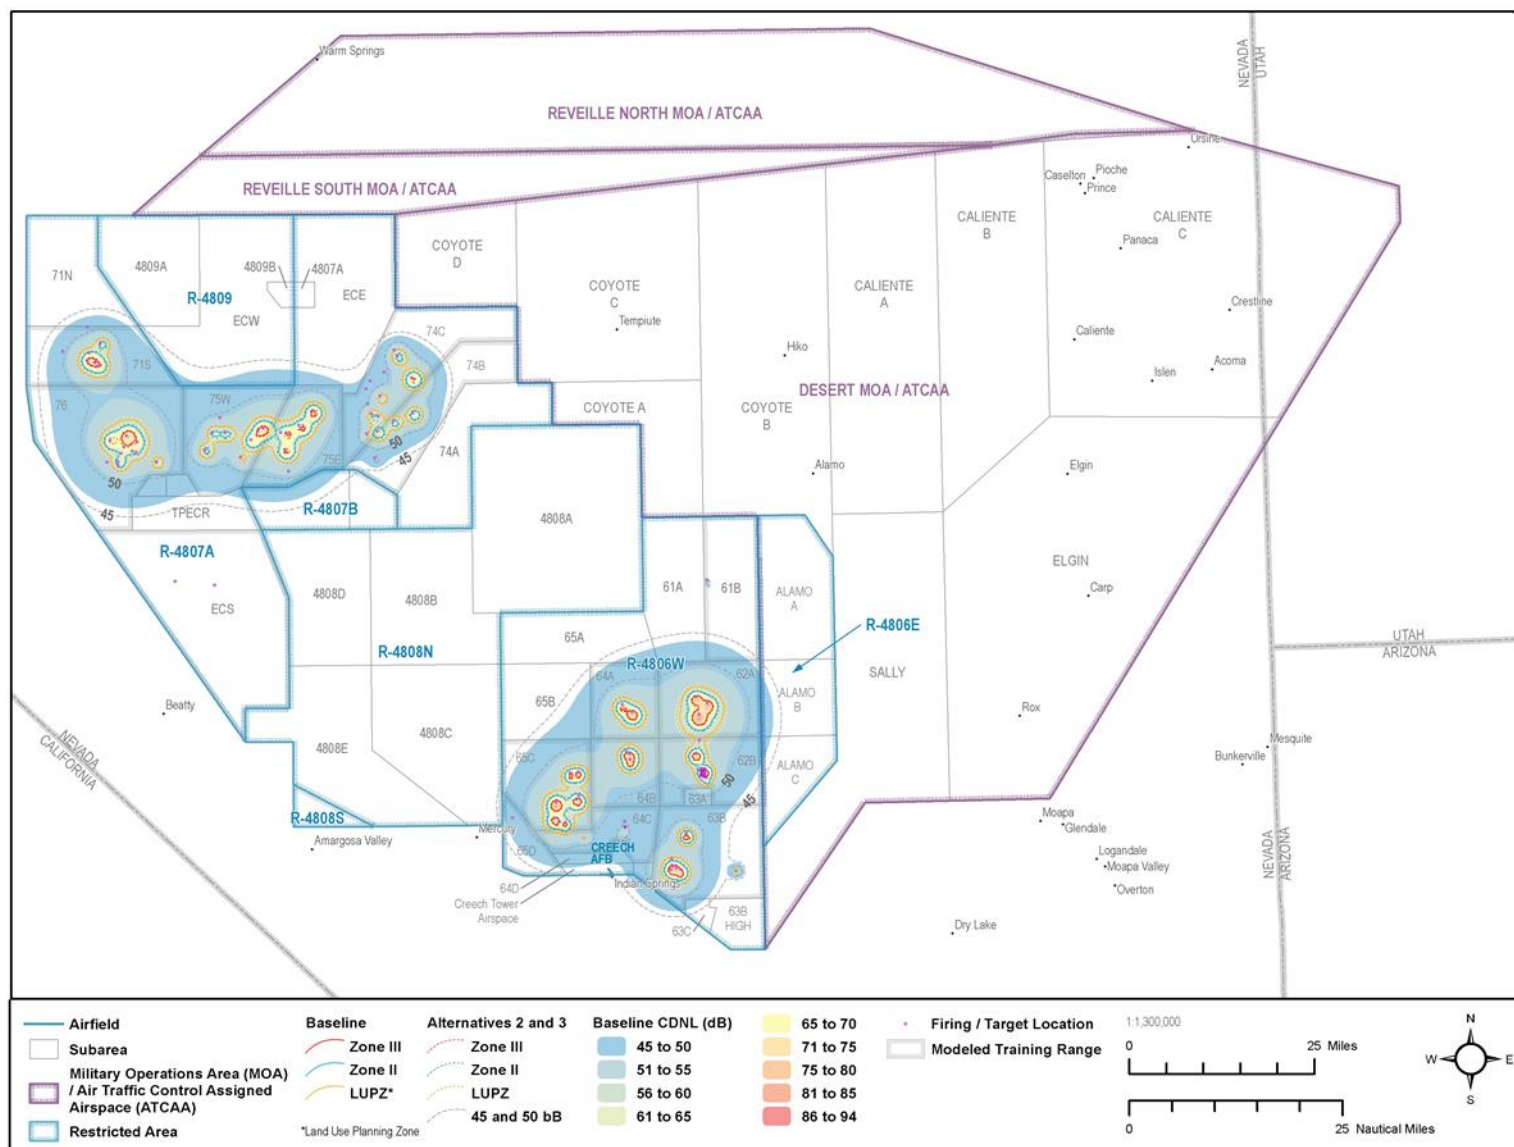 Warm Springs
NEVADA
UTAH
REVEILLE NORTH MOA / ATCAA
Ursine
REVEILLE SOUTH MOA / ATCAA
Pioche
Caselton
Prince
CALIENTE
B
CALIENTE
C
Panaca
71N
4809A
4809B
4807A
R-4809
ECE
ECW
COYOTE
D
COYOTE
C
Tempiute
CALIENTE
A
Crestline
Caliente
Hiko
Acoma
Islen
74C
74B
71S
76
75W
75E
50
45
74A
COYOTE A
COYOTE
B
DESERT MOA / ATCAA
Alamo
Elgin
50
45
TPECR
R-4807B
4808A
R-4807A
ECS
4808D
4808B
61A
61B
ALAMO
A
ELGIN
Carp
R-4806E
65A
R-4808N
R-4806W
64A
62A
SALLY
UTAH
ARIZONA
65B
ALAMO
B
Rox
Beatty
NEVADA
CALIFORNIA
4808E
4808C
65C
62B
50
45
ALAMO
C
Mesquite
Bunkerville
64B
63A
63B
64C
R-4808S
Mercury
Amargosa Valley
65D
CREECH
AFB
Moapa
Glendale
Logandale
Moapa Valley
Overton
NEVADA
ARIZONA
64D
Indian Springs
Creech Tower
Airspace
63B
HIGH
63C
Dry Lake
Airfield
Subarea
Military Operations Area (MOA)
/ Air Traffic Control Assigned
Airspace (ATCAA)
Restricted Area
Baseline
Zone III
Zone II
LUPZ*
*Land Use Planning Zone
Alternatives 2 and 3
Zone III
Zone II
LUPZ
45 and 50 bB
Baseline CDNL (dB)
45 to 50
51 to 55
56 to 60
61 to 65
65 to 70
71 to 75
75 to 80
81 to 85
86 to 94
Firing / Target Location
Modeled Training Range
1:1,300,000
0 25 Miles
0 25 Nautical Miles
N
W E
S